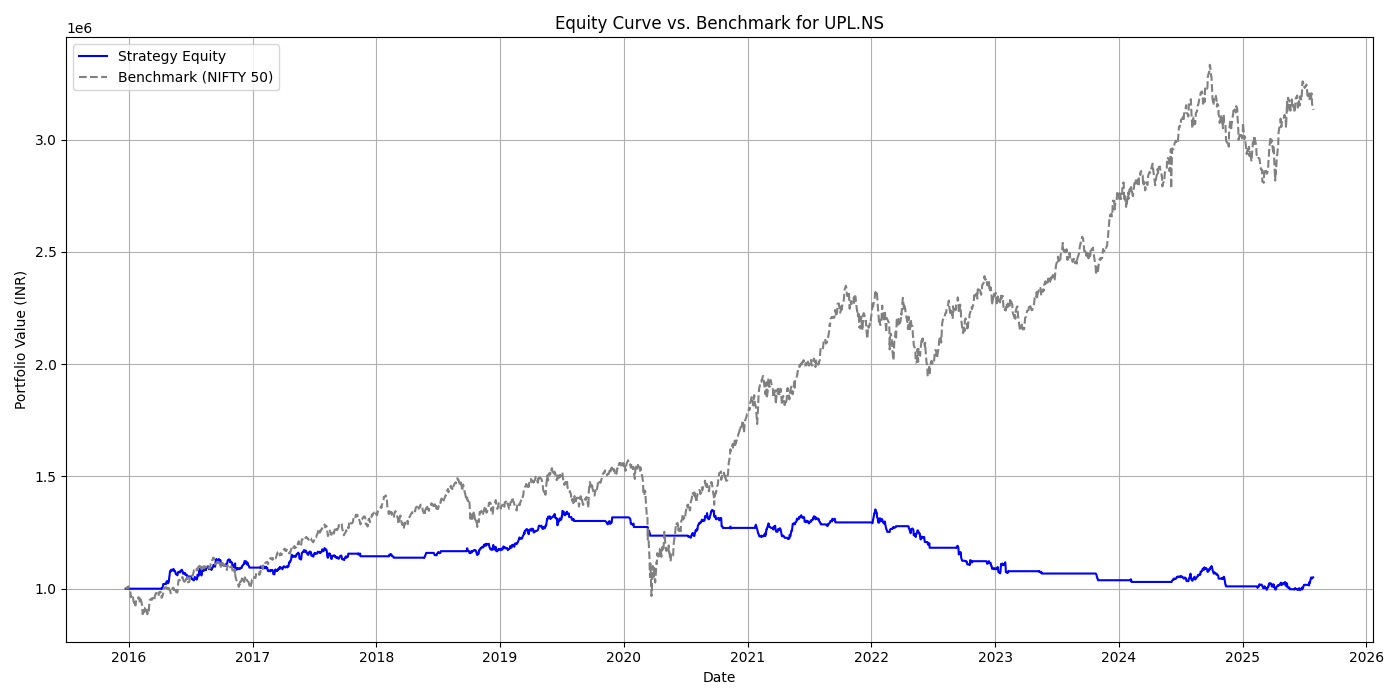 Equity Curve vs. Benchmark for UPL.NS
1e6
Strategy Equity
Benchmark (NIFTY 50)
3.0
2.5
2.0
1.5
1.0
Portfolio Value (INR)
2016 2017 2018 2019 2020 2021 2022 2023 2024 2025 2026
Date